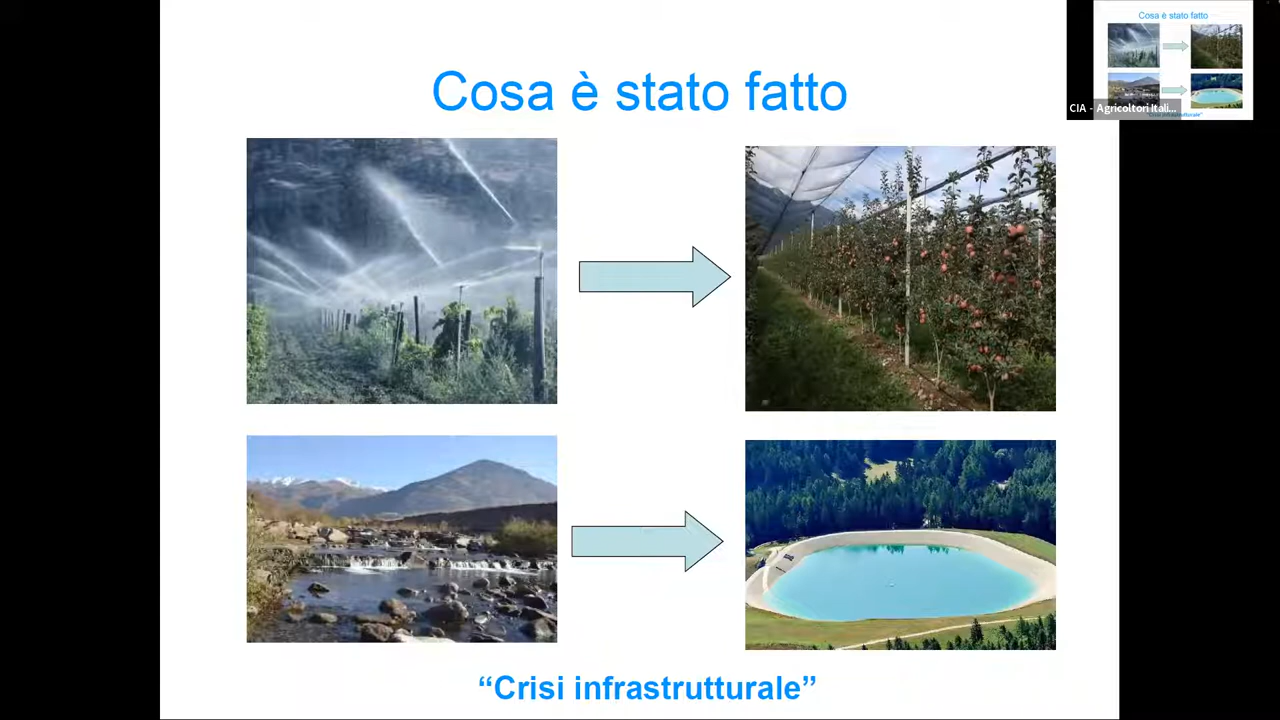 Cosa è stato fatto
“Crisi infrastrutturale”
Cosa è stato fatto
CIA - Agricoltori Itali...